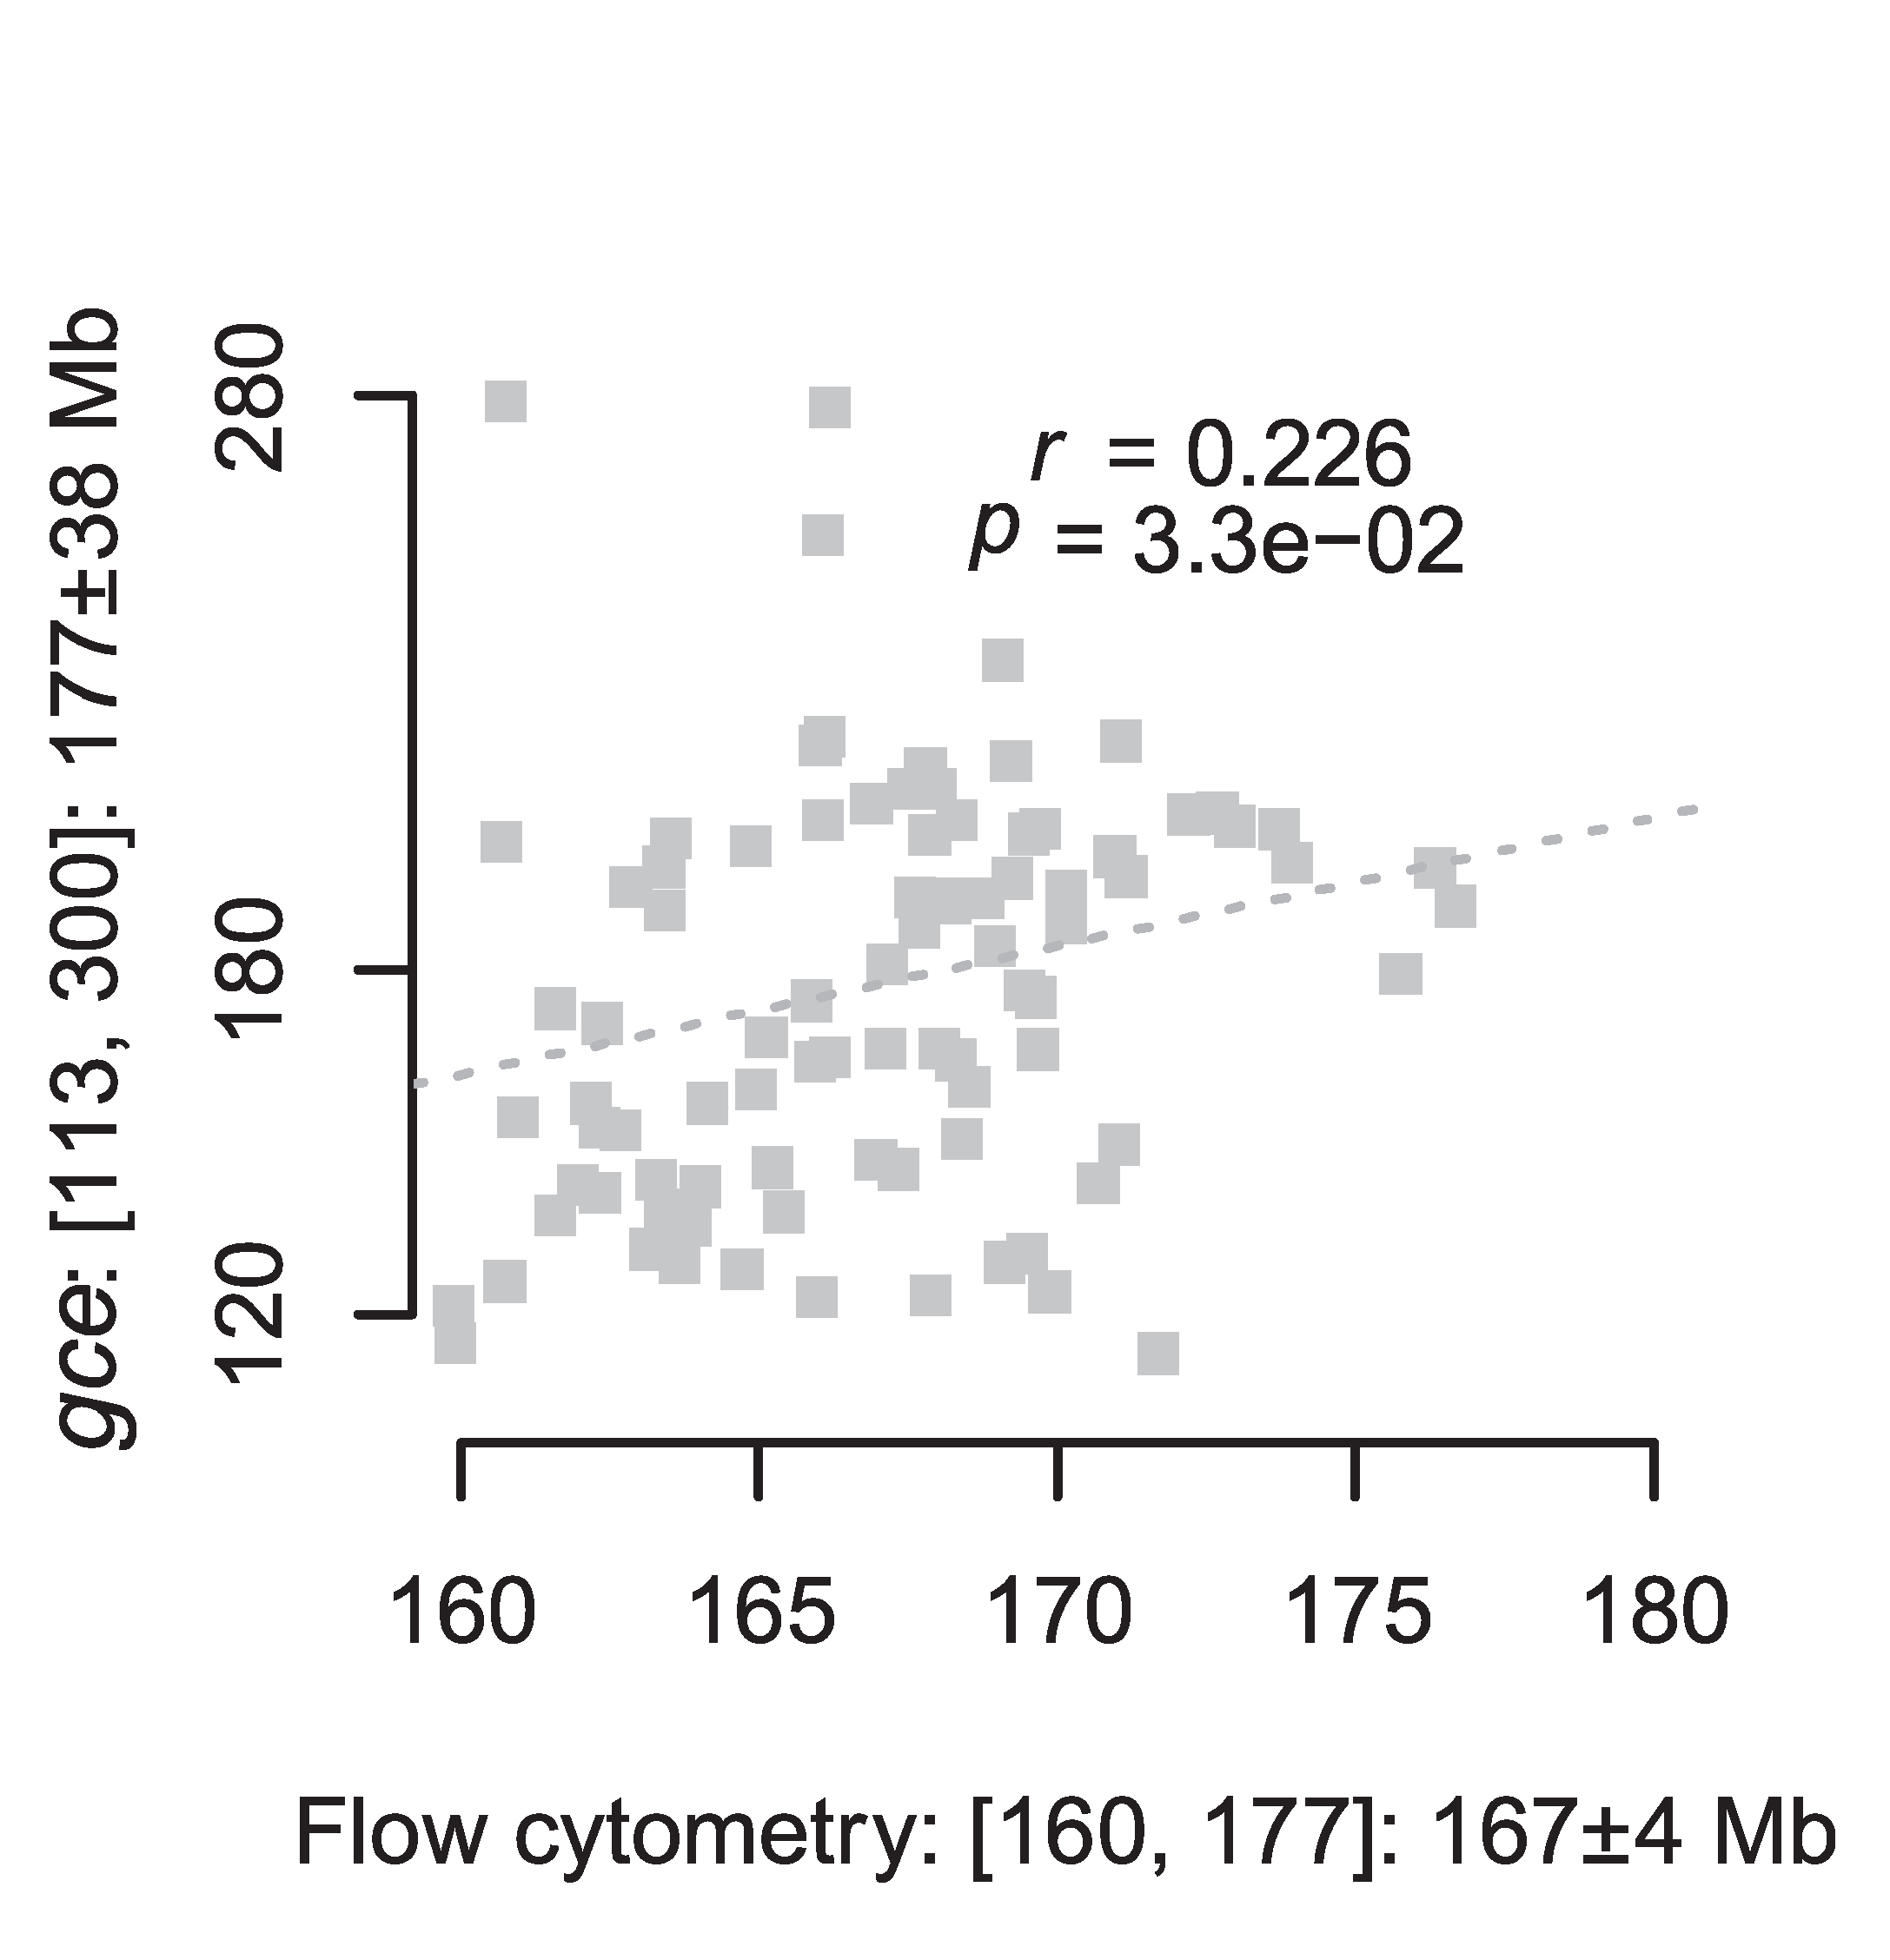 gce: [113, 300]: 177±38 Mb
280
180
120
r = 0.226
p = 3.3e−02
160 165 170 175 180
Flow cytometry: [160, 177]: 167±4 Mb